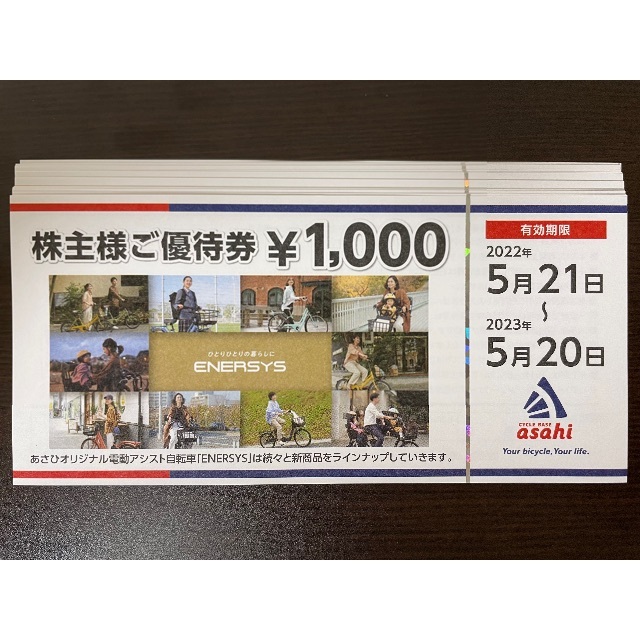 株主様ご優待券 ¥1,000
ひとりひとりの暮らしに
ENERSYS
あさひオリジナル電動アシスト自転車「ENERSYS」は続々と新商品をラインナップしていきます。
有効期限
2022年
5月21日
〜
2023年
5月20日
CYCLE BASE
asahi
Your bicycle, Your life.